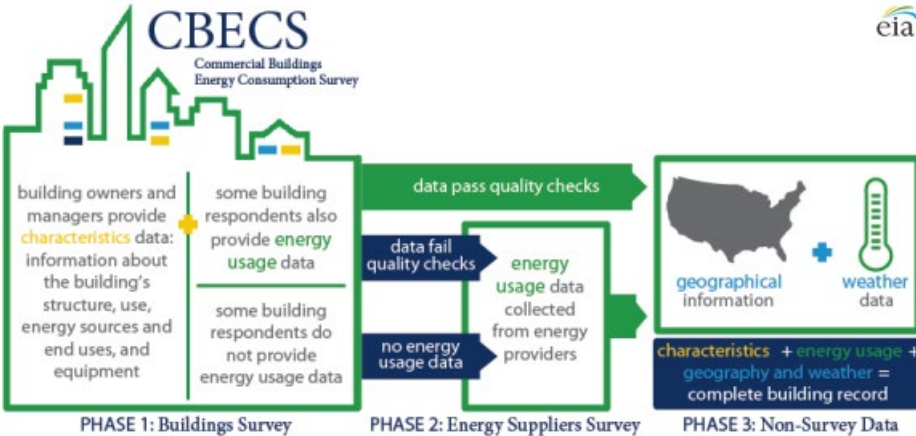 CBECS
Commercial Buildings
Energy Consumption Survey
eia
building owners and
managers provide
characteristics data:
information about
the building's
structure, use,
energy sources and
end uses, and
equipment
+
some building
respondents also
provide energy
usage data
some building
respondents do
not provide
energy usage data
data pass quality checks
data fail
quality checks
no energy
usage data
energy
usage data
collected
from energy
providers
geographical
information
+
weather
data
characteristics + energy usage +
geography and weather =
complete building record
PHASE 1: Buildings Survey
PHASE 2: Energy Suppliers Survey
PHASE 3: Non-Survey Data